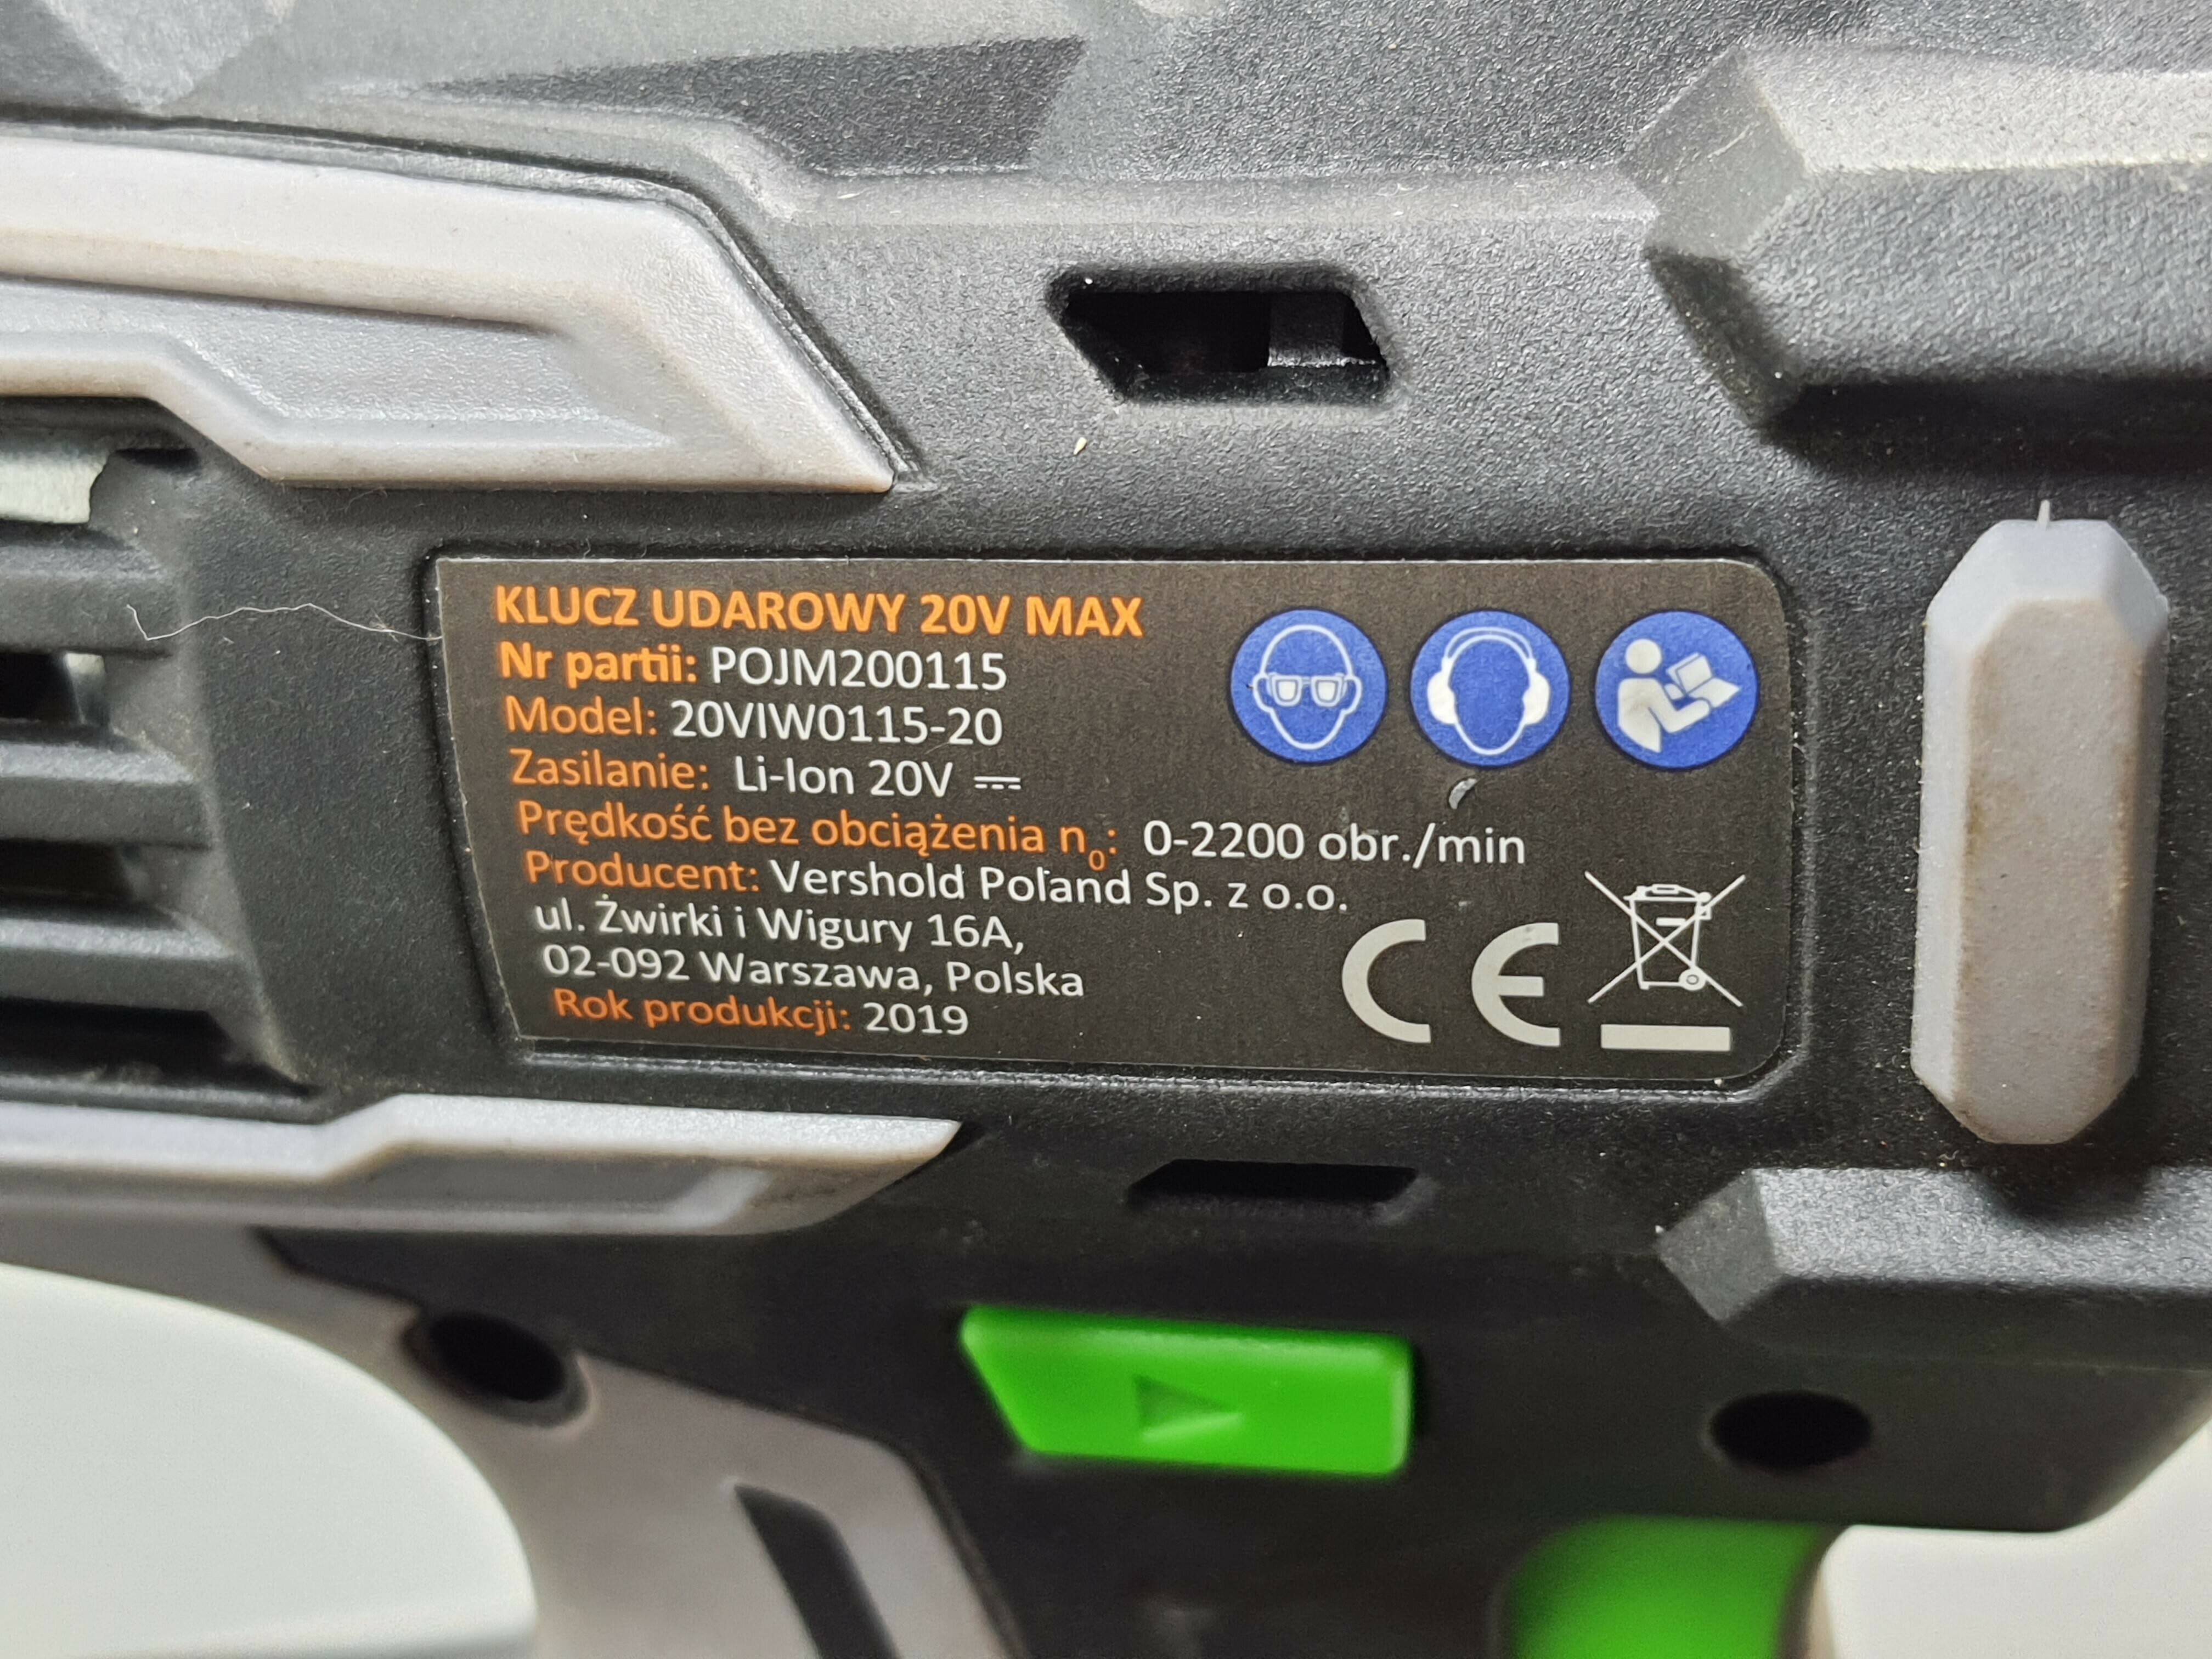 KLUCZ UDAROWY 20V MAX
Nr partii: POJM200115
Model: 20VIW0115-20
Zasilanie: Li-Ion 20V ⎓
Prędkość bez obciążenia n₀: 0-2200 obr./min
Producent: Vershold Poland Sp. z o.o.
ul. Żwirki i Wigury 16A,
02-092 Warszawa, Polska
Rok produkcji: 2019
CE